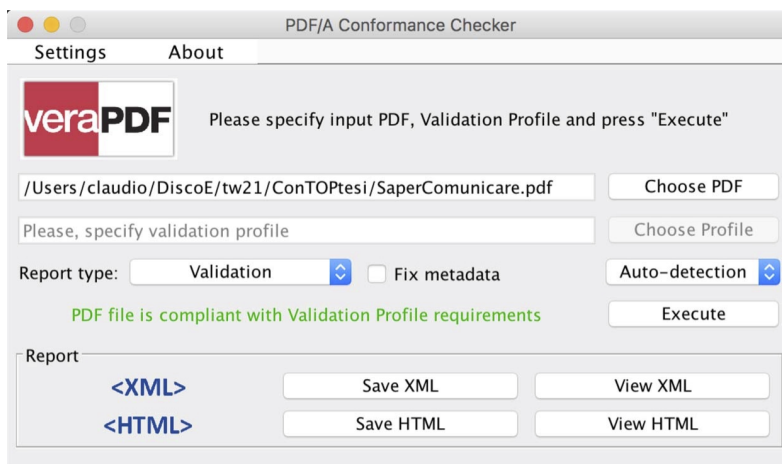 PDF/A Conformance Checker
Settings About
veraPDF Please specify input PDF, Validation Profile and press "Execute"
/Users/claudio/DiscoE/tw21/ConTOPtesi/SaperComunicare.pdf Choose PDF
Please, specify validation profile Choose Profile
Report type: Validation Fix metadata Auto-detection
PDF file is compliant with Validation Profile requirements Execute
Report
<XML> Save XML View XML
<HTML> Save HTML View HTML